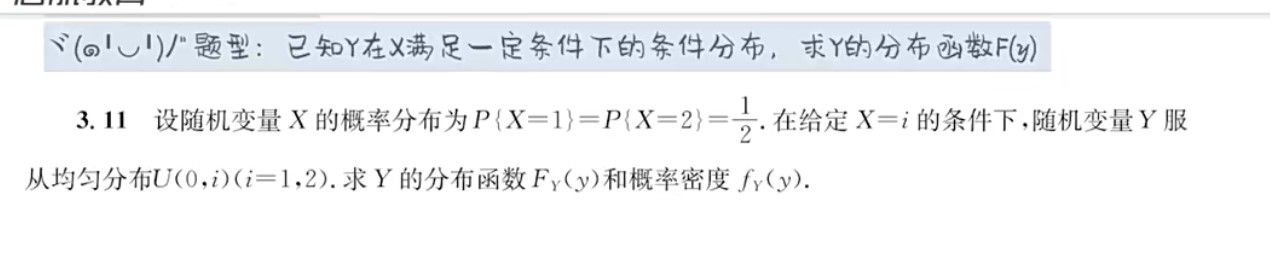 ヾ(๑╹◡╹)ﾉ" 题型：已知Y在X满足一定条件下的条件分布，求Y的分布函数F(y)
3.11 设随机变量 X 的概率分布为 P{X=1}=P{X=2}=1/2. 在给定 X=i 的条件下,随机变量 Y 服
从均匀分布U(0,i)(i=1,2). 求 Y 的分布函数 F_Y(y)和概率密度 f_Y(y).